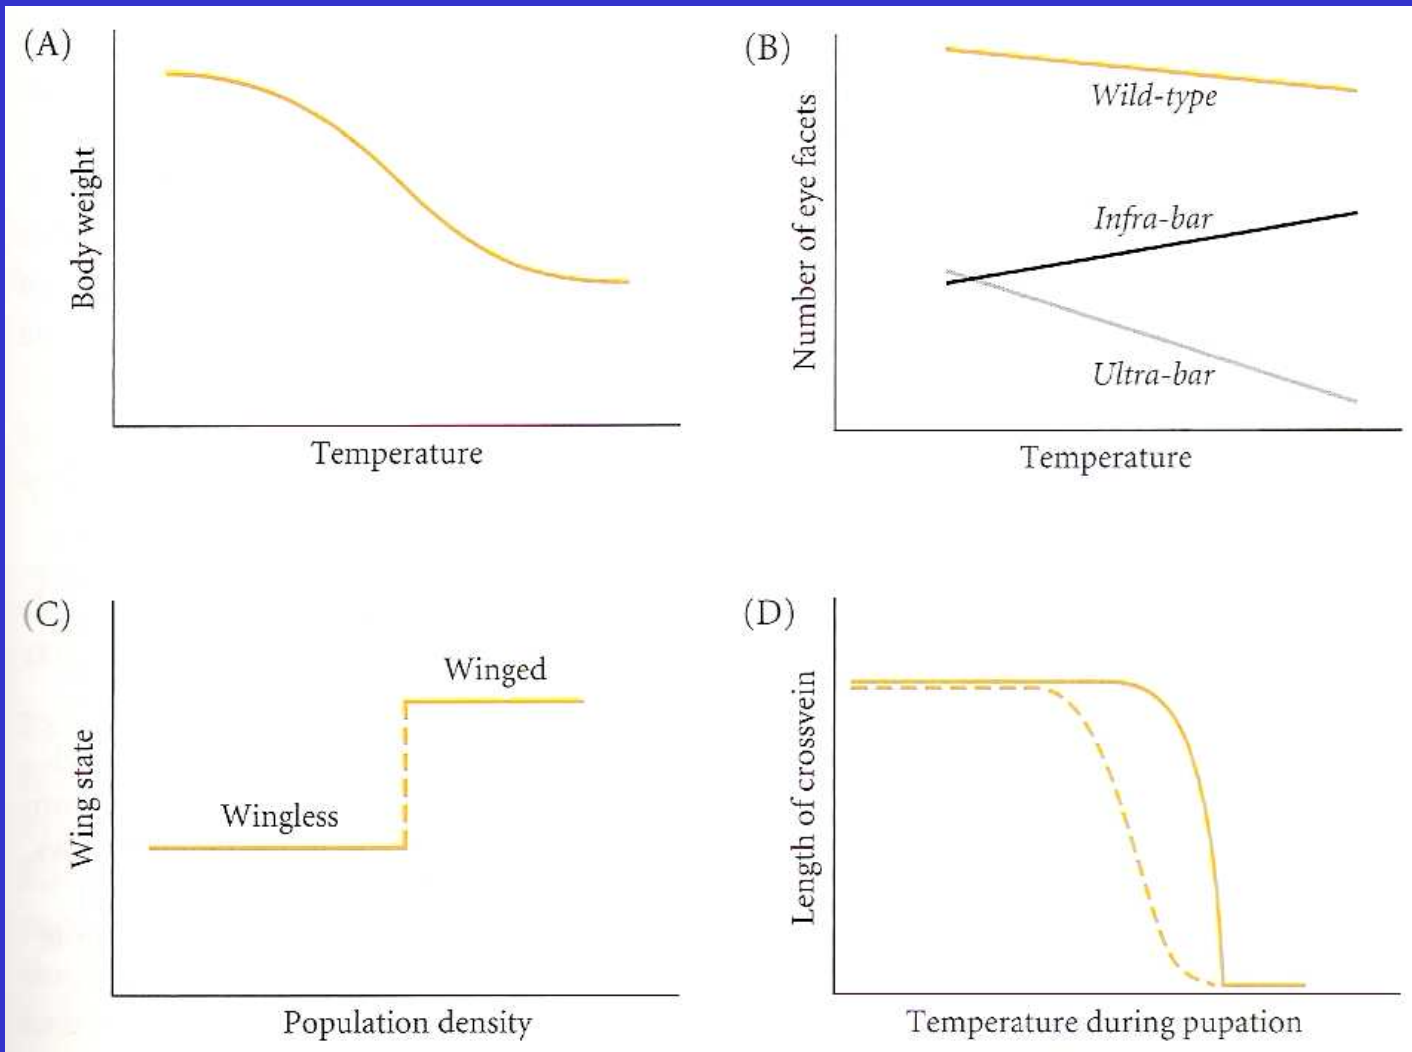 (A)
Body weight
Temperature
(B)
Number of eye facets
Wild-type
Infra-bar
Ultra-bar
Temperature
(C)
Wing state
Winged
Wingless
Population density
(D)
Length of crossvein
Temperature during pupation